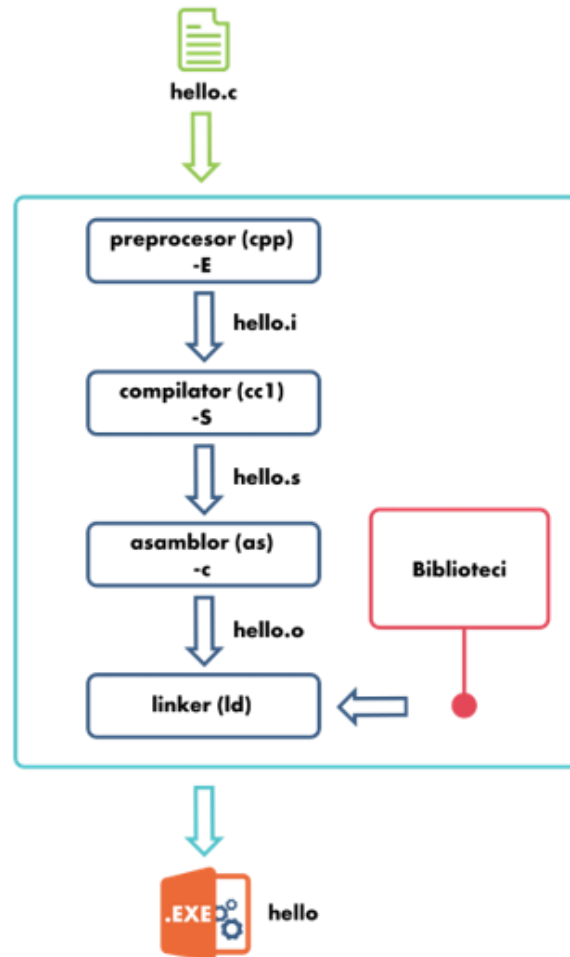 hello.c
preprocesor (cpp)
-E
hello.i
compilator (cc1)
-S
hello.s
asamblor (as)
-c
Biblioteci
hello.o
linker (ld)
.EXE
hello